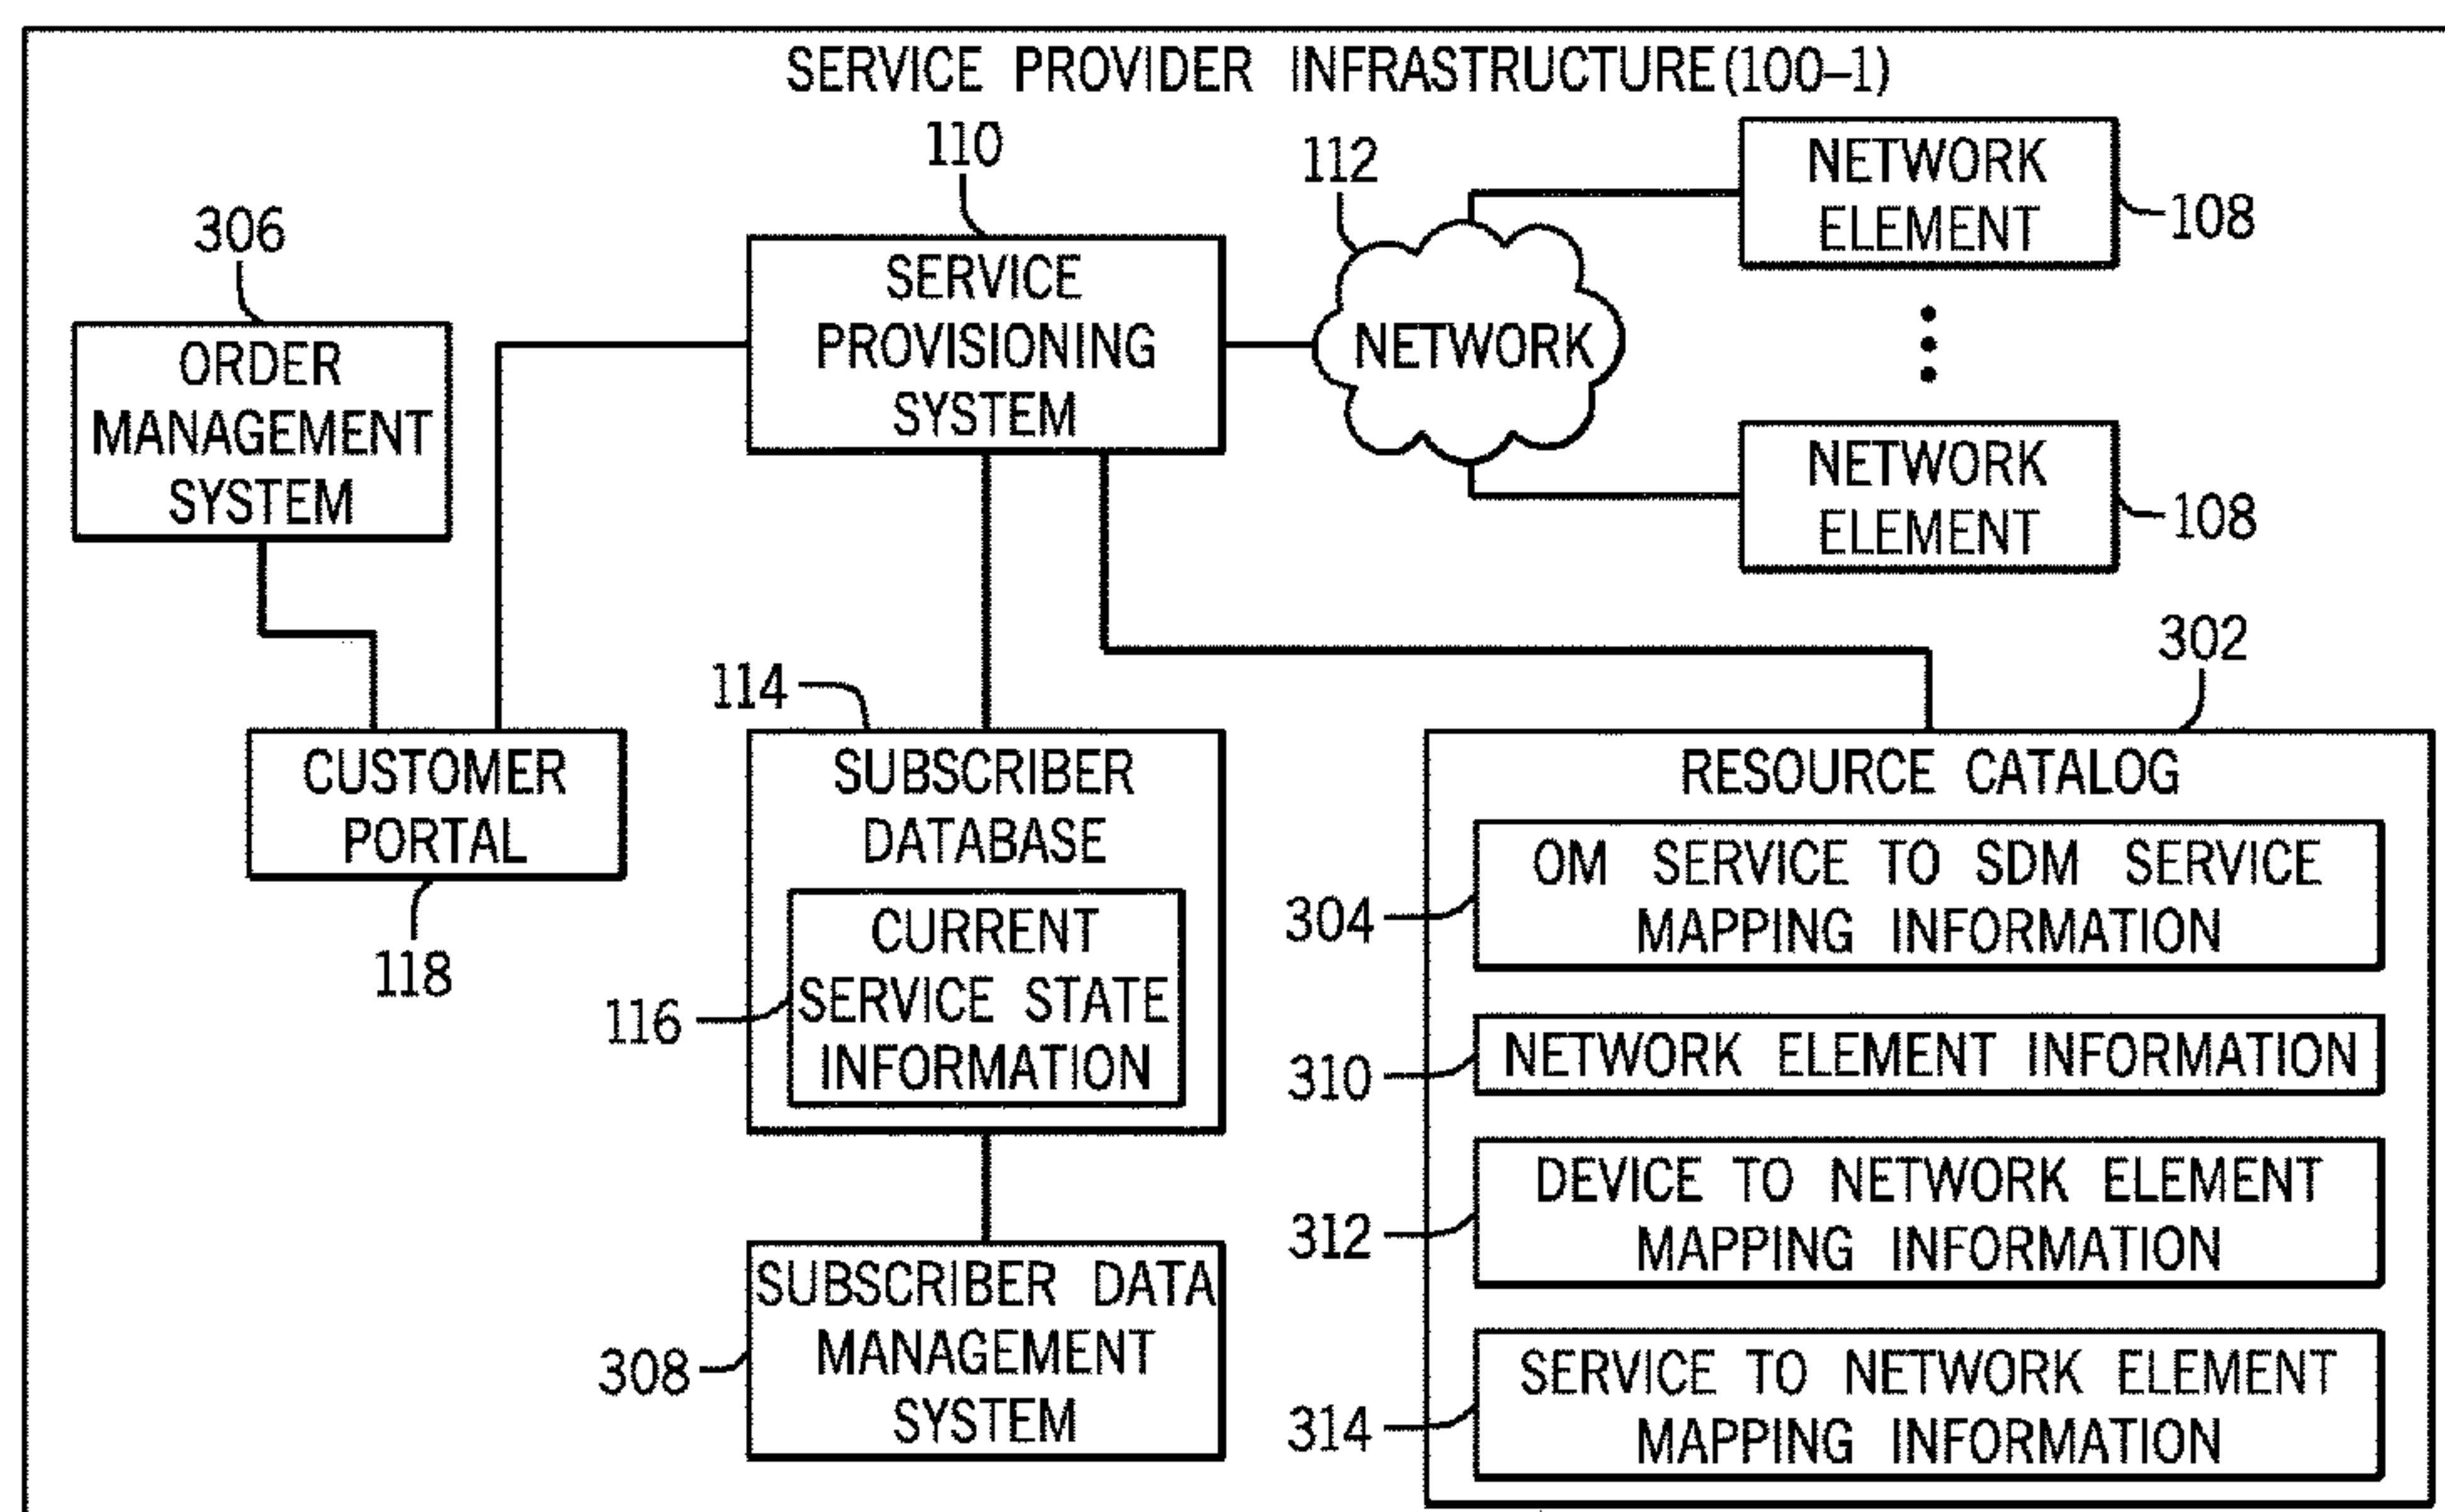 SERVICE PROVIDER INFRASTRUCTURE(100-1)
110
112
NETWORK
ELEMENT
108
306
SERVICE
PROVISIONING
SYSTEM
NETWORK
ORDER
MANAGEMENT
SYSTEM
NETWORK
ELEMENT
108
302
114
CUSTOMER
PORTAL
118
SUBSCRIBER
DATABASE
CURRENT
SERVICE STATE
INFORMATION
116
SUBSCRIBER DATA
MANAGEMENT
SYSTEM
308
RESOURCE CATALOG
OM SERVICE TO SDM SERVICE
MAPPING INFORMATION
304
NETWORK ELEMENT INFORMATION
310
DEVICE TO NETWORK ELEMENT
MAPPING INFORMATION
312
SERVICE TO NETWORK ELEMENT
MAPPING INFORMATION
314